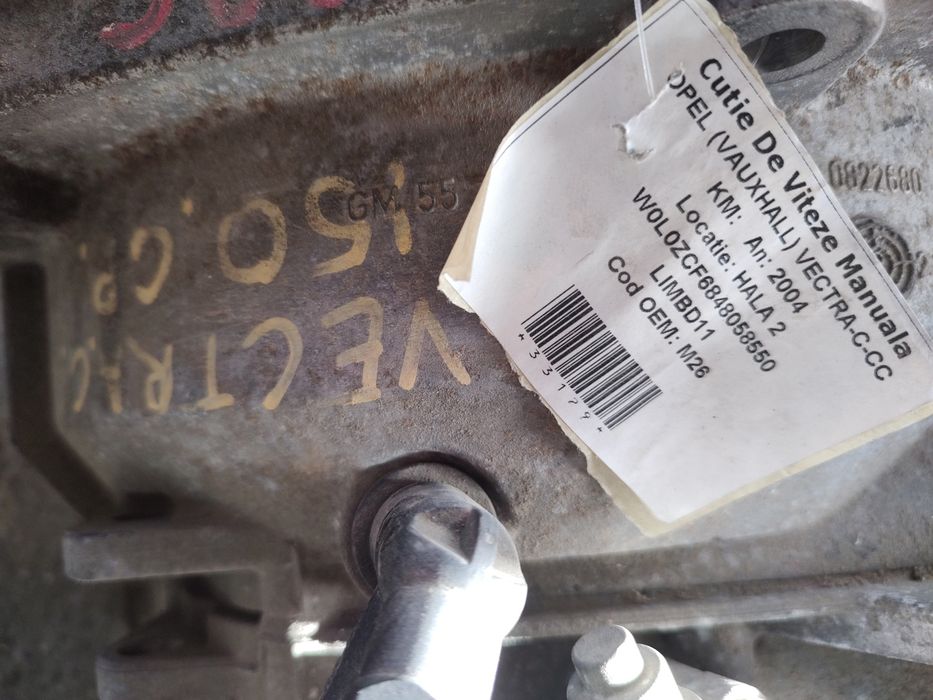 Cutie De Viteze Manuala
OPEL (VAUXHALL) VECTRA-C-CC
KM: An: 2004
Locatie: HALA 2
W0L0ZCF6848058550
LIMBD11
Cod OEM: M26
GM 55
VECTRA C.
150 CP.